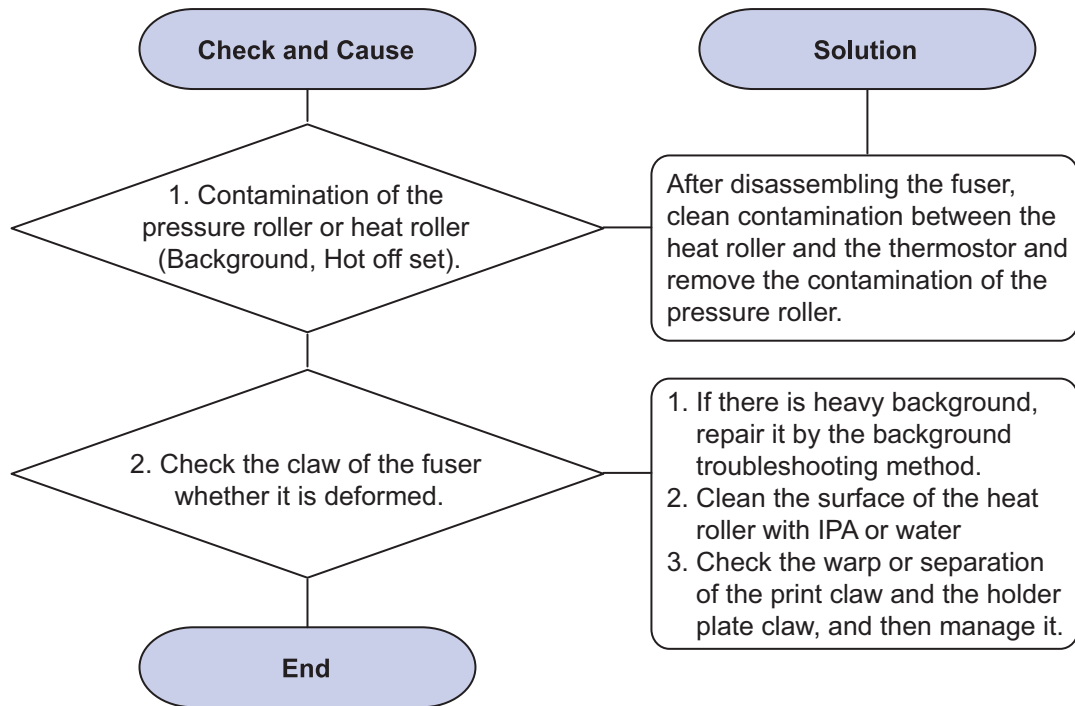 Check and Cause
Solution
1. Contamination of the
pressure roller or heat roller
(Background, Hot off set).
After disassembling the fuser,
clean contamination between the
heat roller and the thermostor and
remove the contamination of the
pressure roller.
2. Check the claw of the fuser
whether it is deformed.
1. If there is heavy background,
repair it by the background
troubleshooting method.
2. Clean the surface of the heat
roller with IPA or water
3. Check the warp or separation
of the print claw and the holder
plate claw, and then manage it.
End